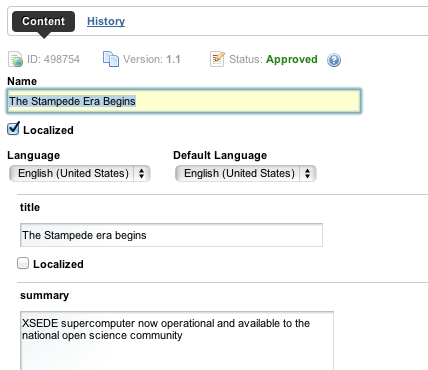 Content History
ID: 498754 Version: 1.1 Status: Approved ?
Name
The Stampede Era Begins
Localized
Language Default Language
English (United States) English (United States)
title
The Stampede era begins
Localized
summary
XSEDE supercomputer now operational and available to the
national open science community